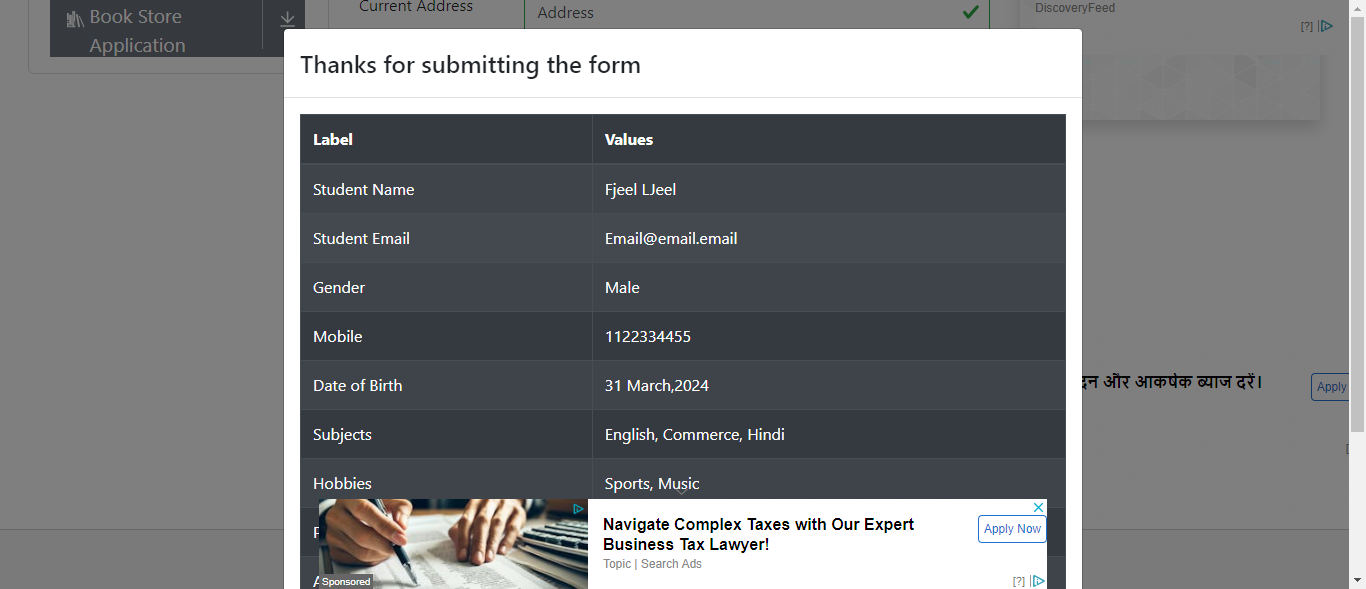 Book Store
Application
Current Address
Address
DiscoveryFeed
[?]
Thanks for submitting the form
Label Values
Student Name Fjeel LJeel
Student Email Email@email.email
Gender Male
Mobile 1122334455
Date of Birth 31 March,2024
Subjects English, Commerce, Hindi
Hobbies Sports, Music
और आकर्षक ब्याज दरें।
Apply
Navigate Complex Taxes with Our Expert
Business Tax Lawyer!
Topic | Search Ads
Apply Now
Sponsored
[?]